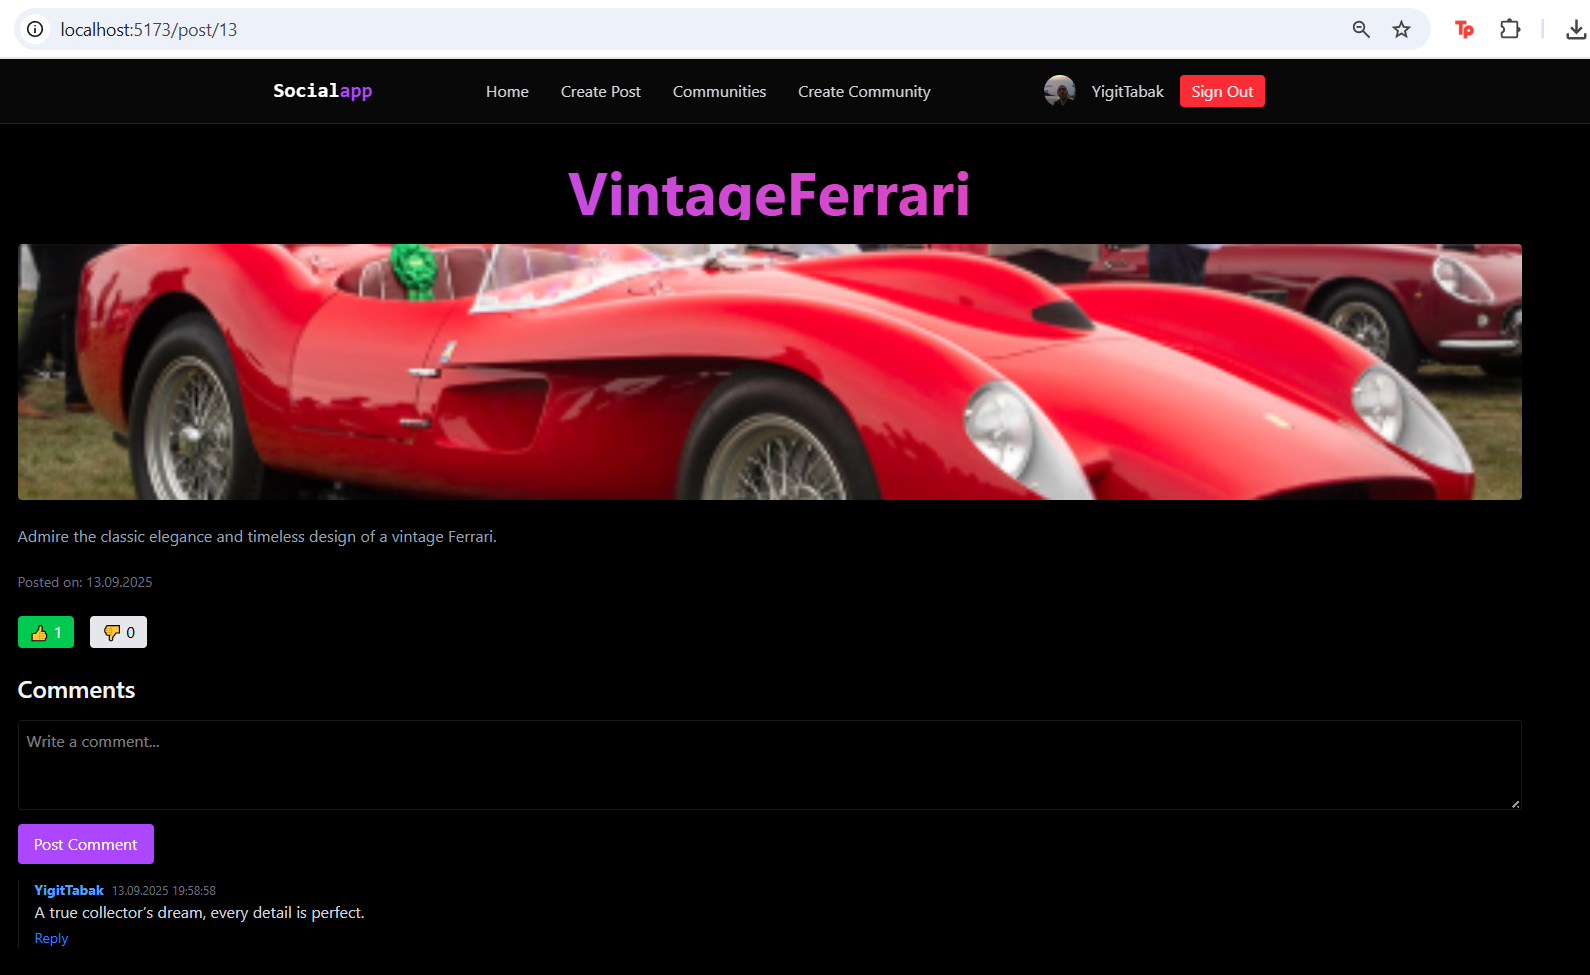 localhost:5173/post/13
Tp
Socialapp Home Create Post Communities Create Community YigitTabak Sign Out
VintageFerrari
Admire the classic elegance and timeless design of a vintage Ferrari.
Posted on: 13.09.2025
👍 1 👎 0
Comments
Write a comment...
Post Comment
YigitTabak 13.09.2025 19:58:58
A true collector’s dream, every detail is perfect.
Reply